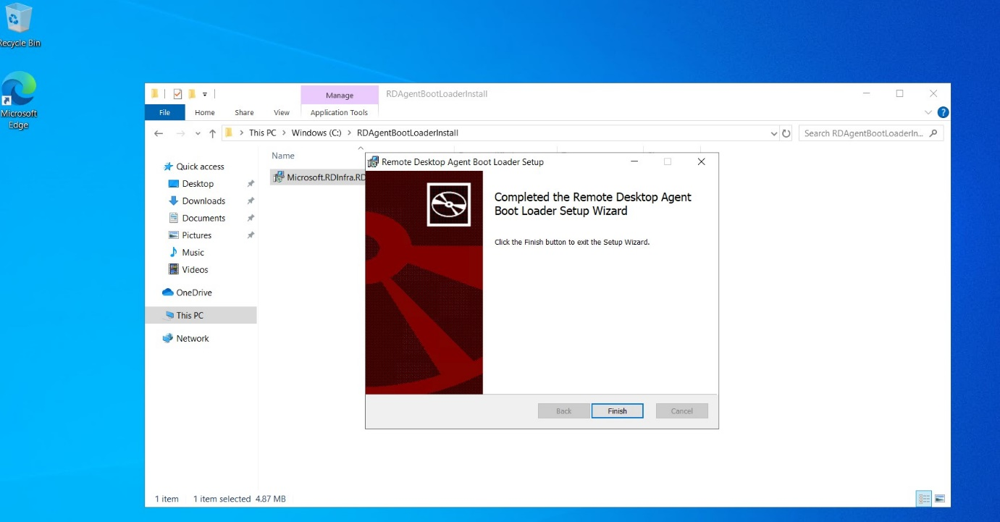 Recycle Bin
Microsoft
Edge
Manage
RDAgentBootLoaderInstall
File
Home
Share
View
Application Tools
This PC > Windows (C:) > RDAgentBootLoaderInstall
Search RDAgentBootLoaderIn...
Name
Quick access
Desktop
Downloads
Documents
Pictures
Music
Videos
OneDrive
This PC
Network
Microsoft.RDInfra.RD
Remote Desktop Agent Boot Loader Setup
Completed the Remote Desktop Agent
Boot Loader Setup Wizard
Click the Finish button to exit the Setup Wizard.
Back
Finish
Cancel
1 item
1 item selected 4.87 MB